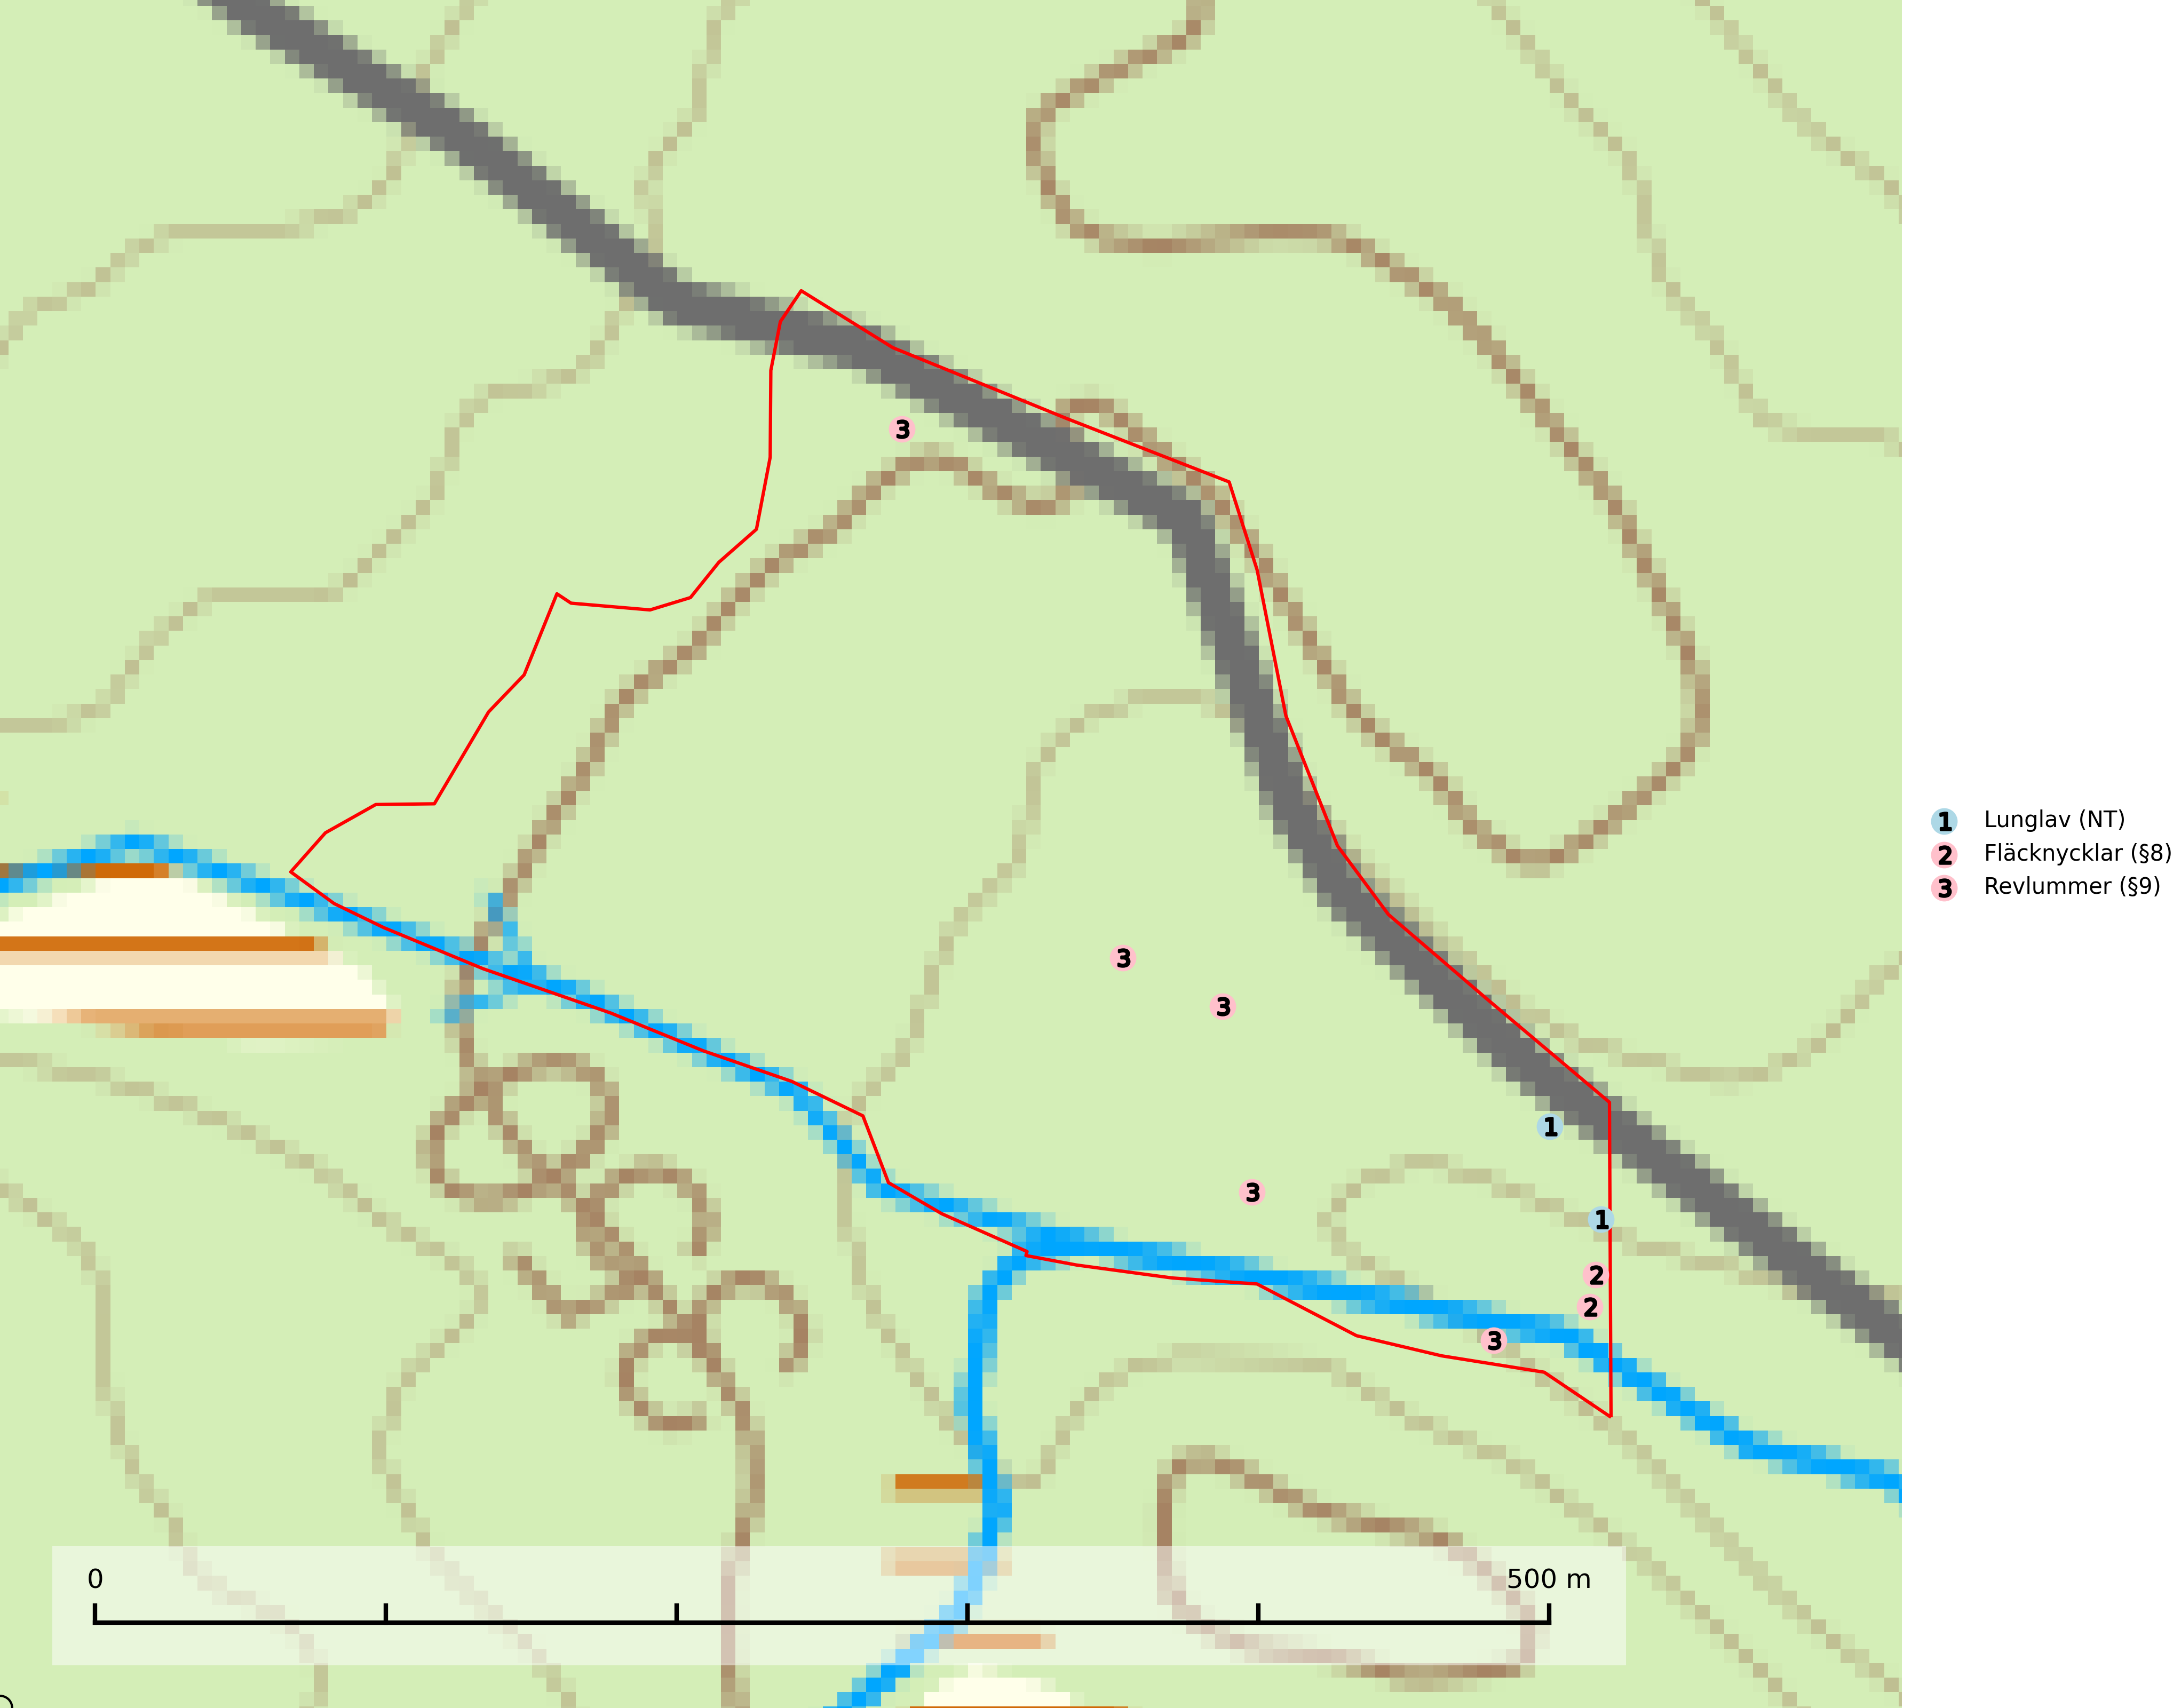 3
3
3
1
3
1
2
2
3
1 Lunglav (NT)
2 Fläcknycklar (§8)
3 Revlummer (§9)
0 500 m